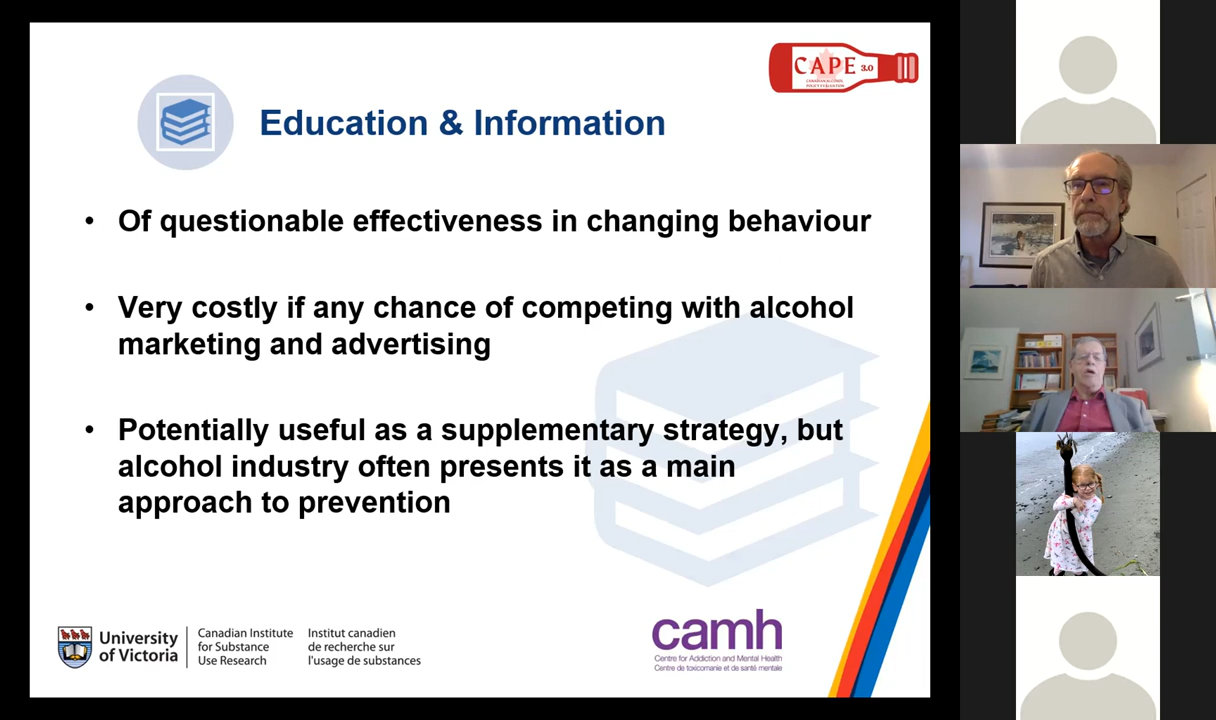 CAPE 3.0
CANADIAN ALCOHOL
POLICY EVALUATION
Education & Information
• Of questionable effectiveness in changing behaviour
• Very costly if any chance of competing with alcohol
marketing and advertising
• Potentially useful as a supplementary strategy, but
alcohol industry often presents it as a main
approach to prevention
University
of Victoria
Canadian Institute
for Substance
Use Research
Institut canadien
de recherche sur
l'usage de substances
camh
Centre for Addiction and Mental Health
Centre de toxicomanie et de santé mentale